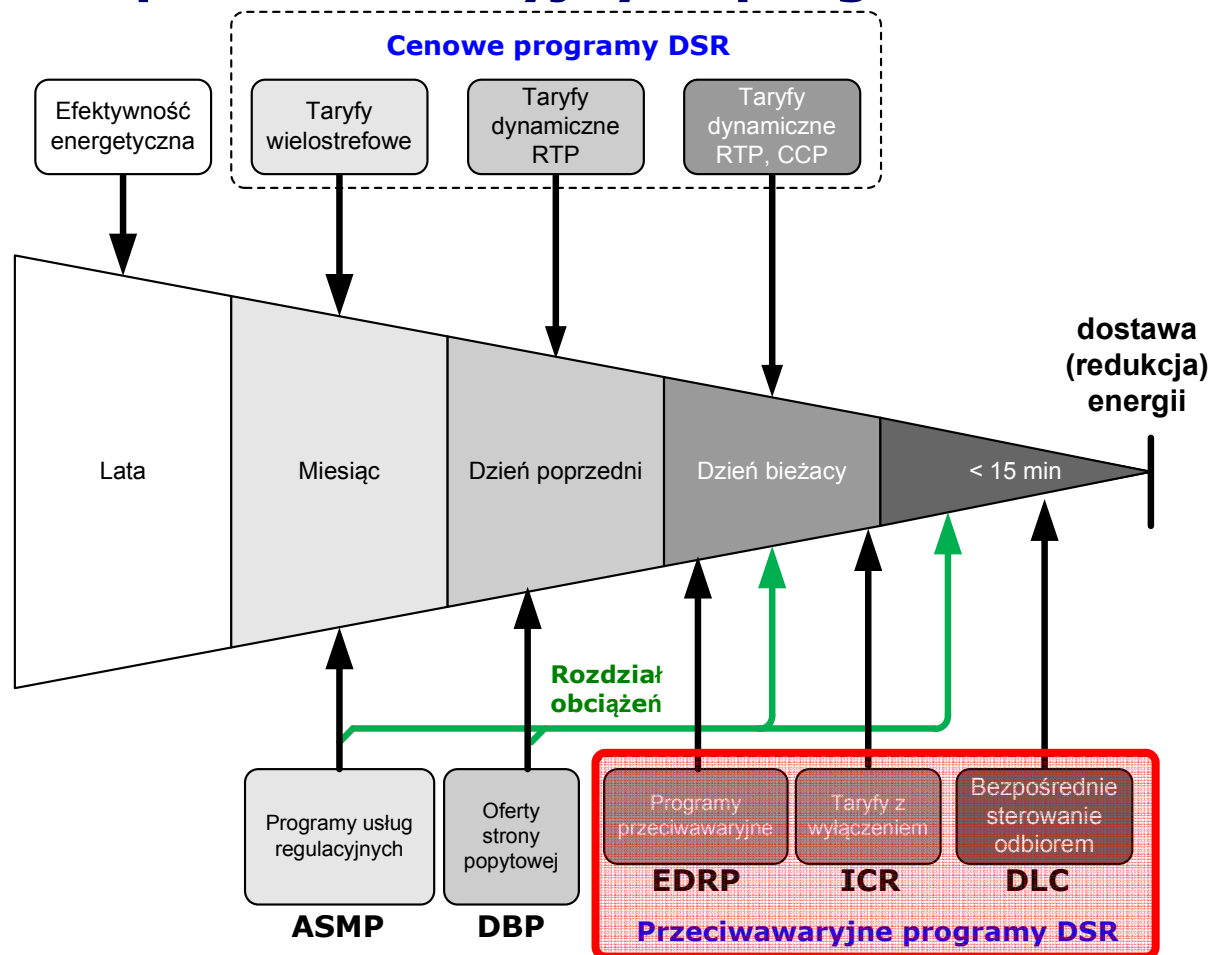 Cenowe programy DSR
Efektywność
energetyczna
Taryfy
wielostrefowe
Taryfy
dynamiczne
RTP
Taryfy
dynamiczne
RTP, CCP
dostawa
(redukcja)
energii
Lata
Miesiąc
Dzień poprzedni
Dzień bieżacy
< 15 min
Rozdział
obciążeń
Programy usług
regulacyjnych
Oferty
strony
popytowej
Programy
przeciwawaryjne
Taryfy z
wyłączeniem
Bezpośrednie
sterowanie
odbiorem
ASMP
DBP
EDRP
ICR
DLC
Przeciwawaryjne programy DSR